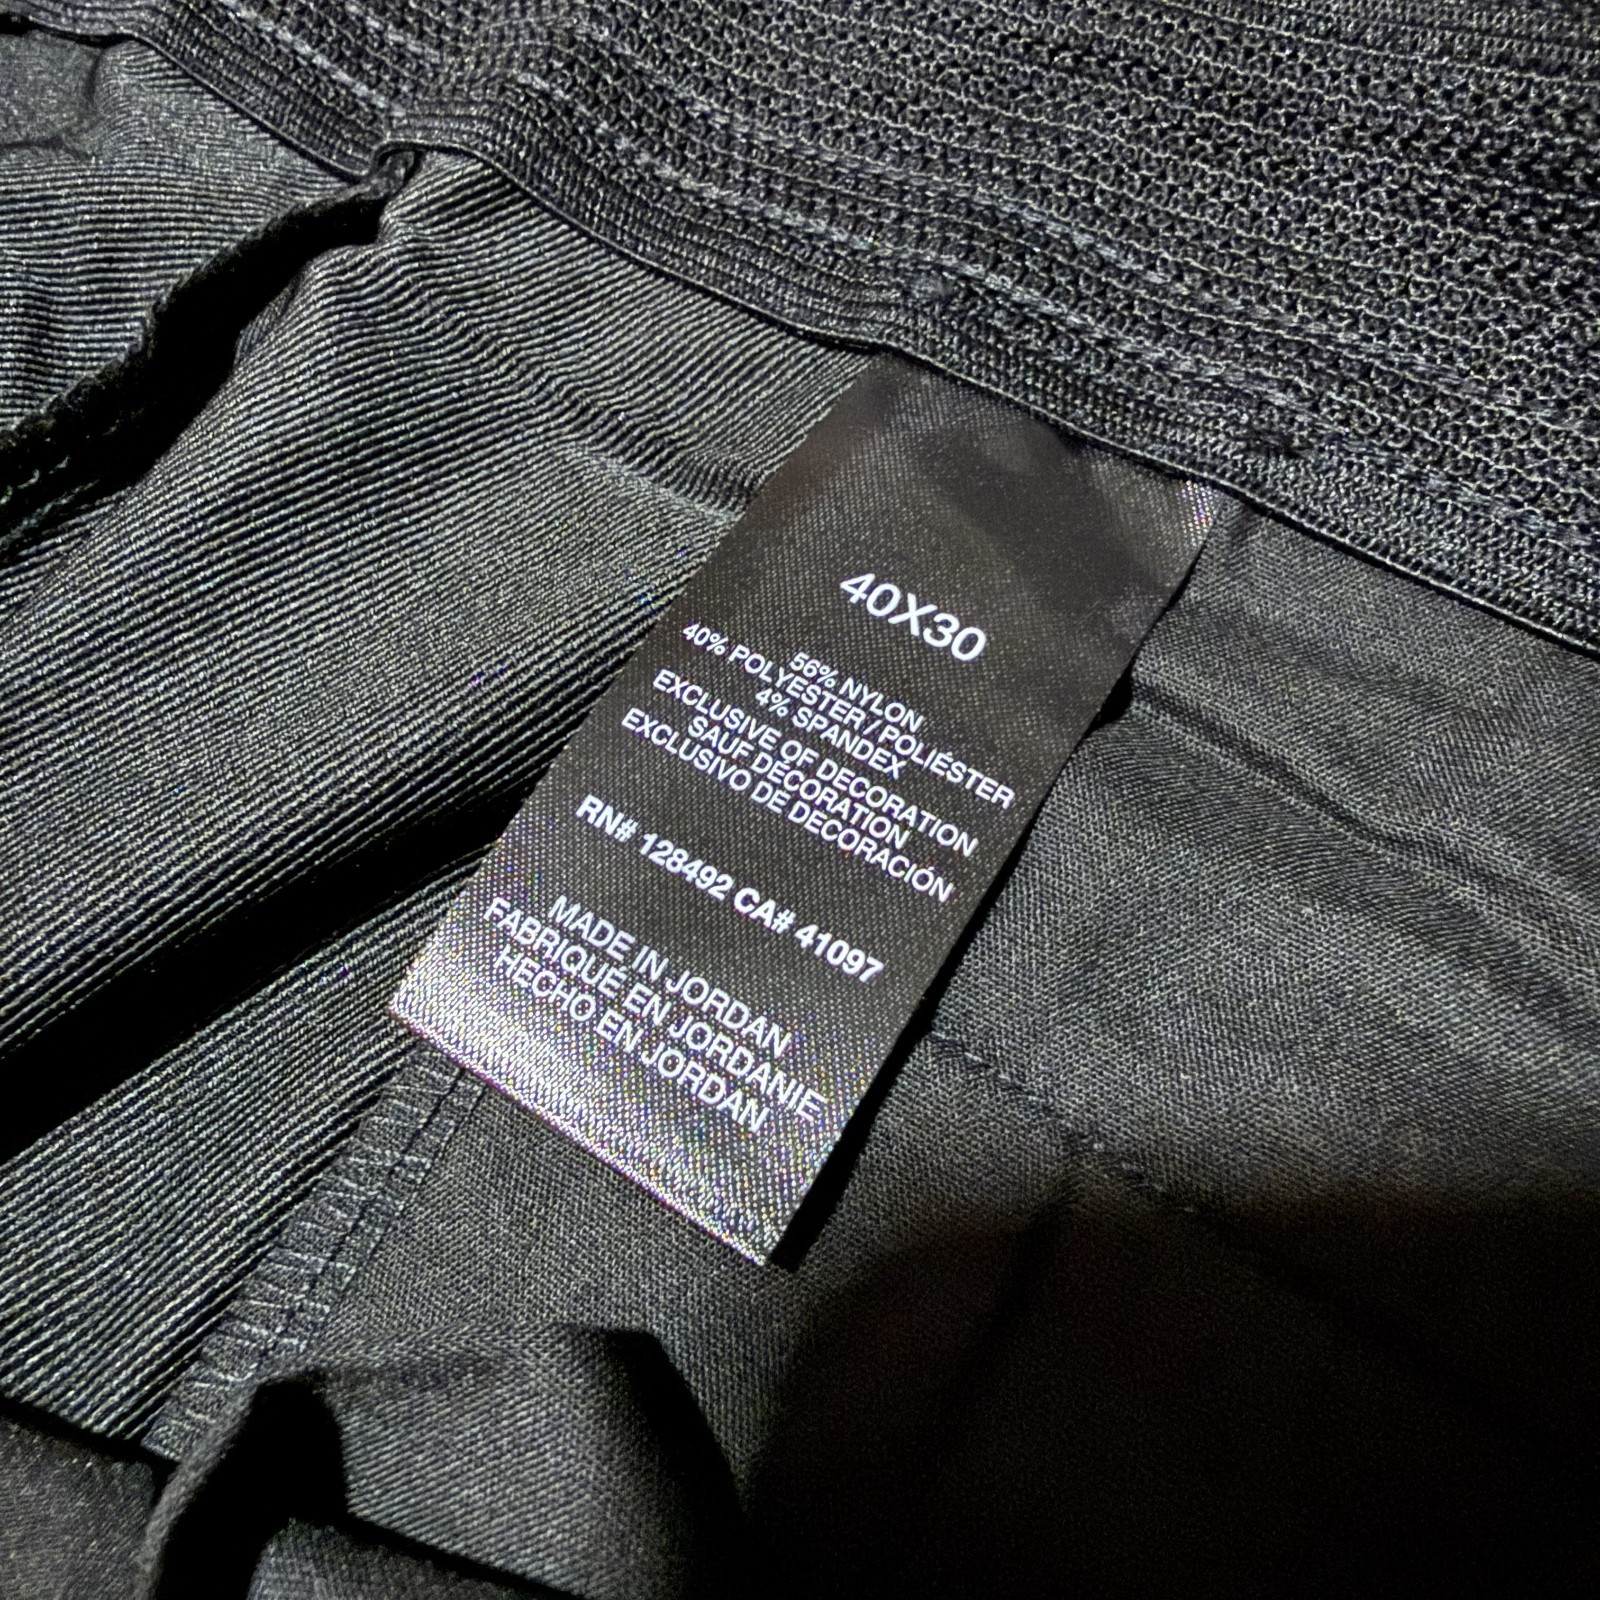 40X30
56% NYLON
40% POLYESTER/POLIÉSTER
4% SPANDEX
EXCLUSIVE OF DECORATION
SAUF DÉCORATION
EXCLUSIVO DE DECORACIÓN
RN# 128492 CA# 41097
MADE IN JORDAN
FABRIQUÉ EN JORDANIE
HECHO EN JORDAN